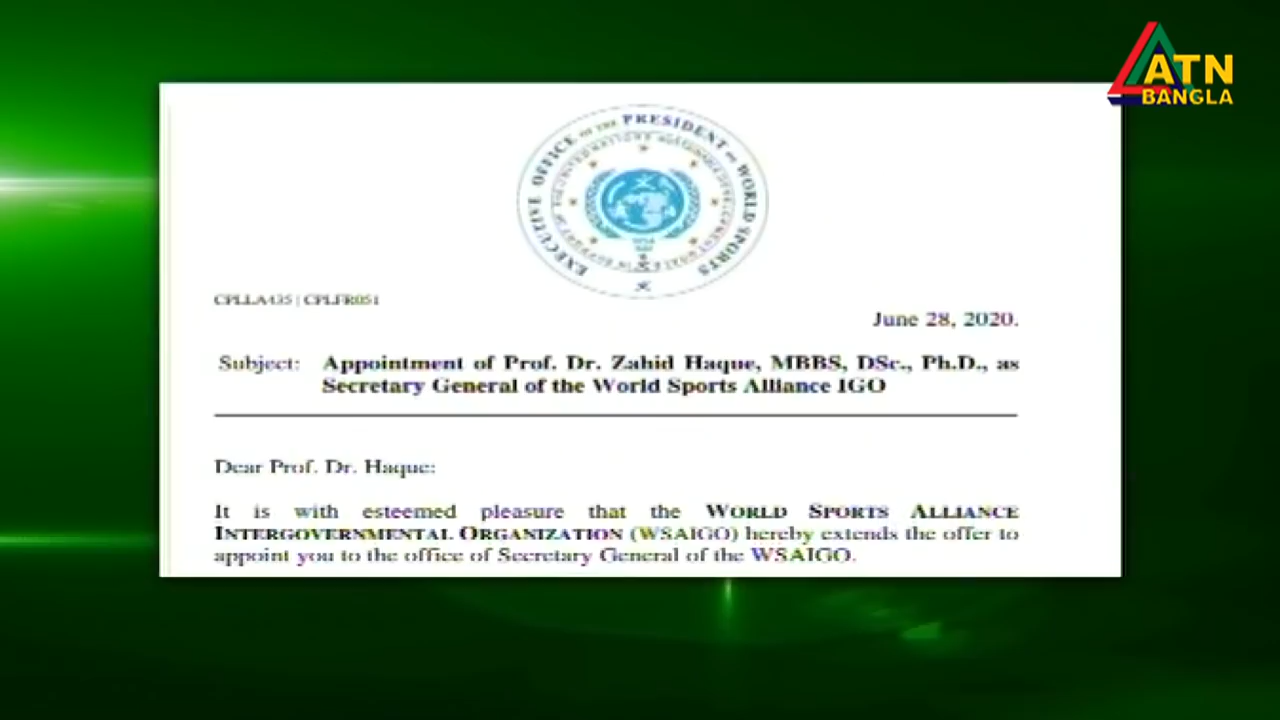 ATN
BANGLA
EXECUTIVE OFFICE OF THE PRESIDENT OF WORLD SPORTS
CPLLA435 | CPLFR051
June 28, 2020.
Subject: Appointment of Prof. Dr. Zahid Haque, MBBS, DSc., Ph.D., as
Secretary General of the World Sports Alliance IGO
Dear Prof. Dr. Haque:
It is with esteemed pleasure that the WORLD SPORTS ALLIANCE
INTERGOVERNMENTAL ORGANIZATION (WSAIGO) hereby extends the offer to
appoint you to the office of Secretary General of the WSAIGO.